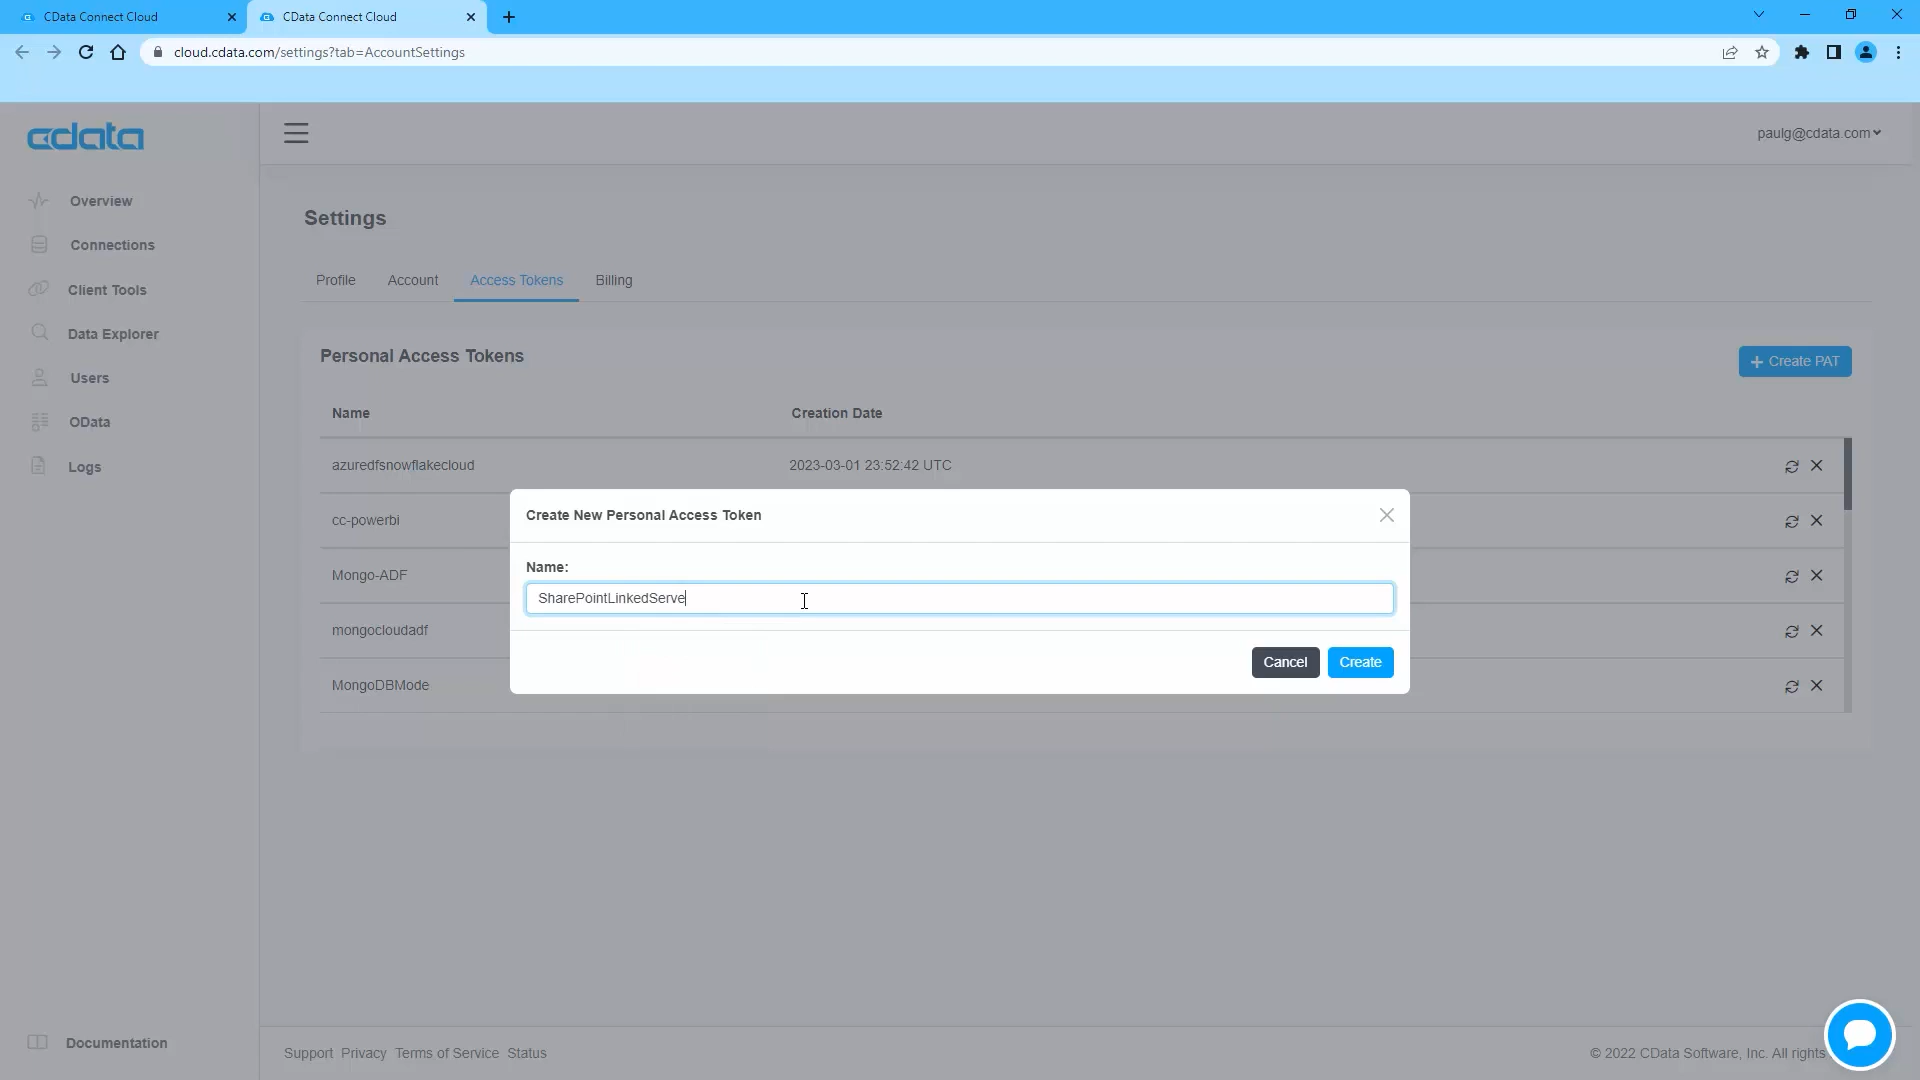 CData Connect Cloud
CData Connect Cloud
cloud.cdata.com/settings?tab=AccountSettings
cdata
paulg@cdata.com
Overview
Connections
Client Tools
Data Explorer
Users
OData
Logs
Documentation
Settings
Profile Account Access Tokens Billing
Personal Access Tokens
+ Create PAT
Name Creation Date
azuredfsnowflakecloud 2023-03-01 23:52:42 UTC
cc-powerbi
Mongo-ADF
mongocloudadf
MongoDBMode
Create New Personal Access Token
Name:
SharePointLinkedServe
Cancel Create
Support Privacy Terms of Service Status
© 2022 CData Software, Inc. All rights